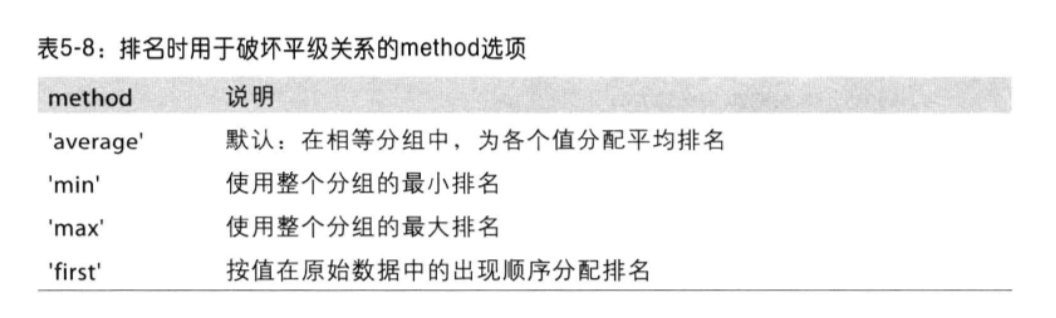 表5-8：排名时用于破坏平级关系的method选项
method 说明
'average' 默认：在相等分组中，为各个值分配平均排名
'min' 使用整个分组的最小排名
'max' 使用整个分组的最大排名
'first' 按值在原始数据中的出现顺序分配排名